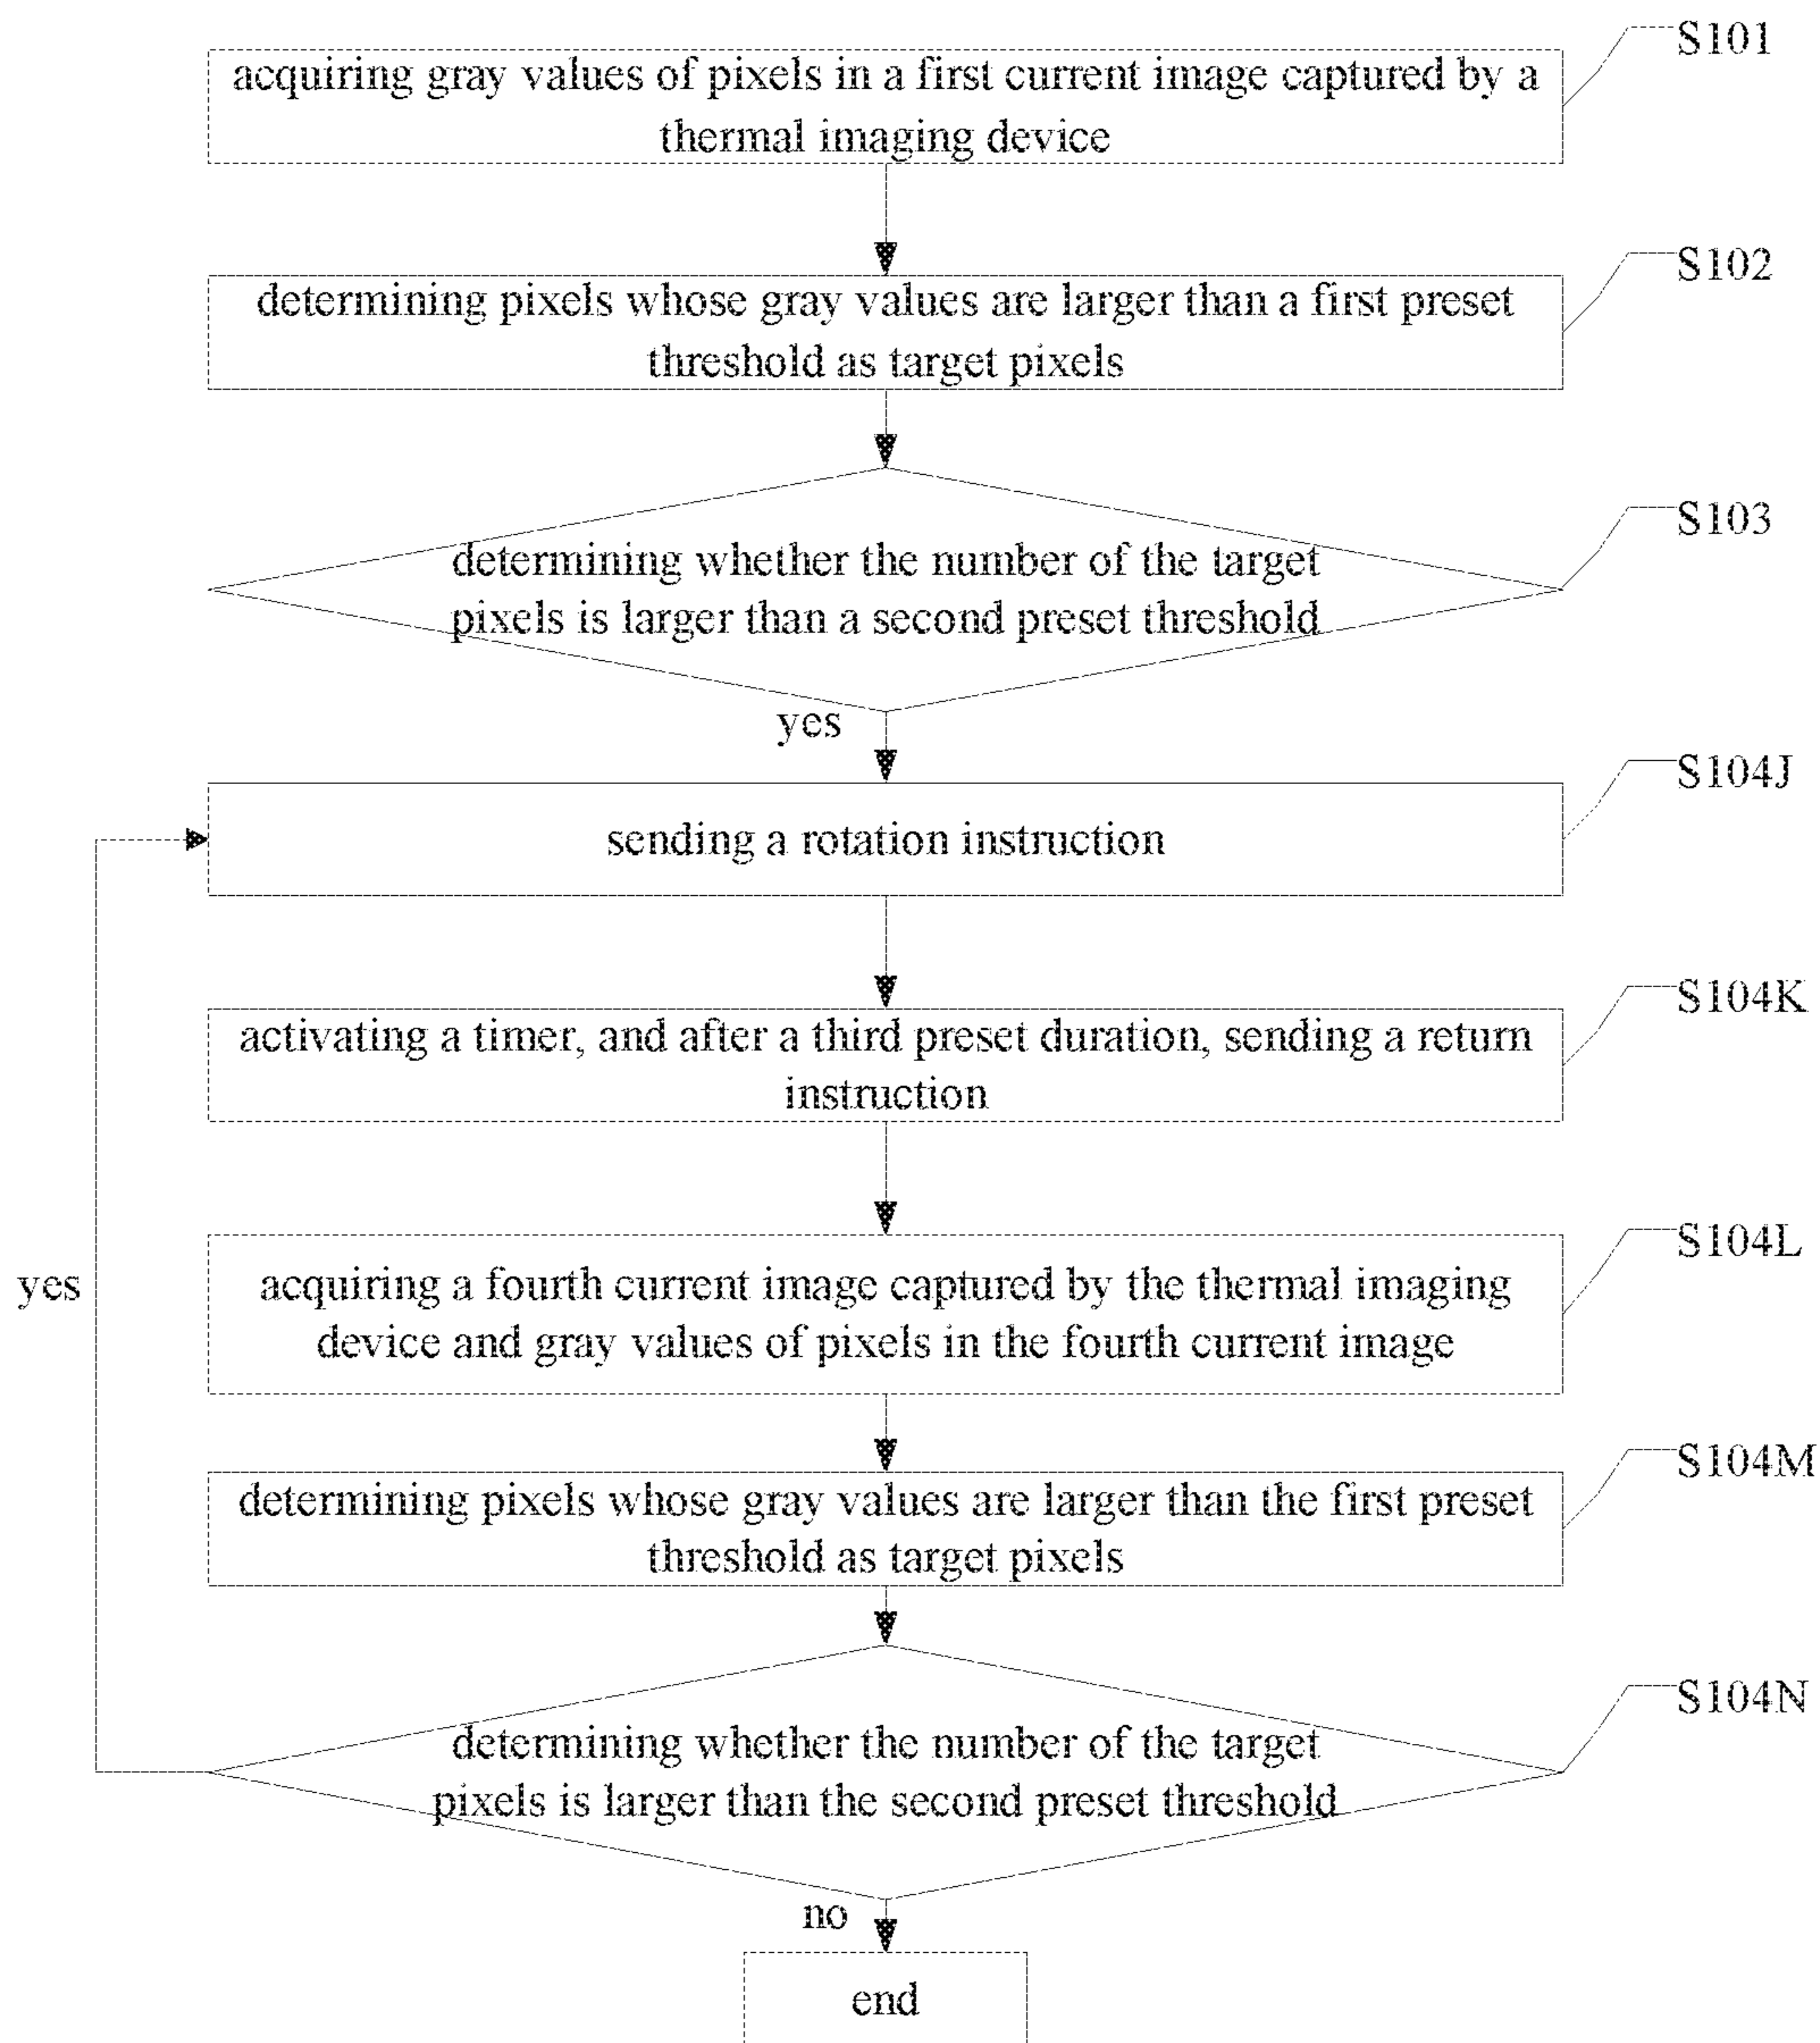 S101
acquiring gray values of pixels in a first current image captured by a
thermal imaging device
S102
determining pixels whose gray values are larger than a first preset
threshold as target pixels
S103
determining whether the number of the target
pixels is larger than a second preset threshold
yes
S104J
sending a rotation instruction
S104K
activating a timer, and after a third preset duration, sending a return
instruction
S104L
acquiring a fourth current image captured by the thermal imaging
device and gray values of pixels in the fourth current image
yes
S104M
determining pixels whose gray values are larger than the first preset
threshold as target pixels
S104N
determining whether the number of the target
pixels is larger than the second preset threshold
no
end